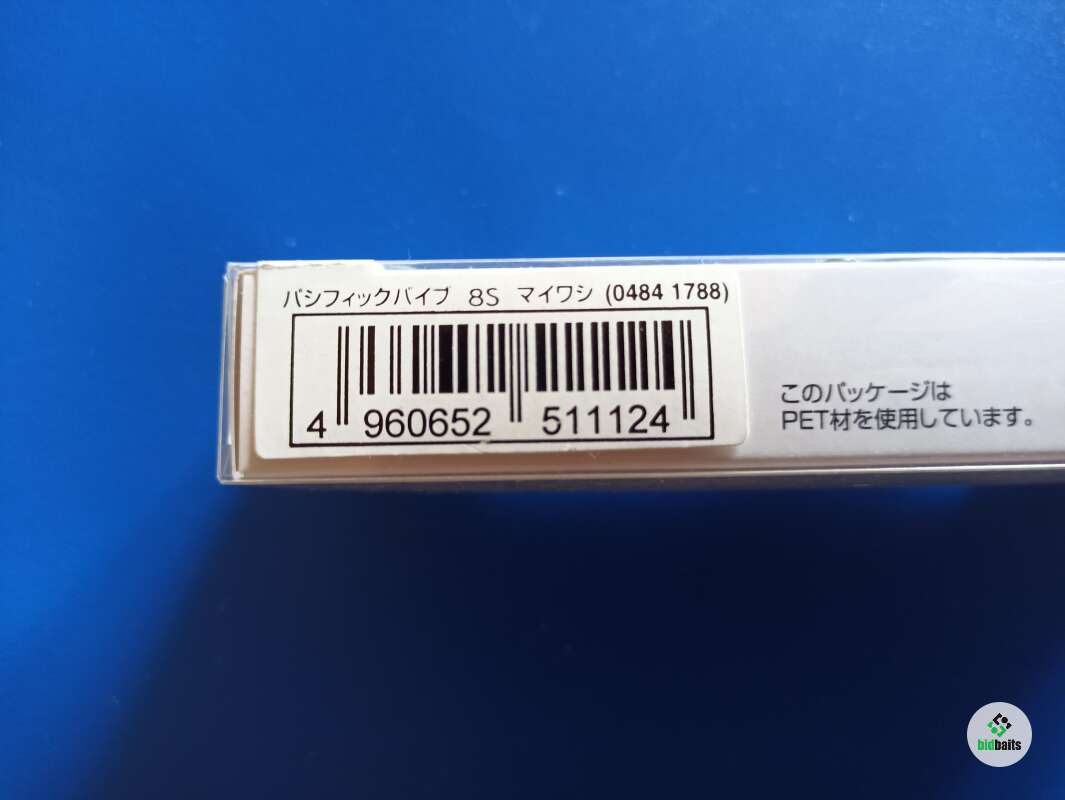 パシフィックバイブ 8S マイワシ (0484 1788)
4 960652 511124
このパッケージは
PET材を使用しています。
bidbaits